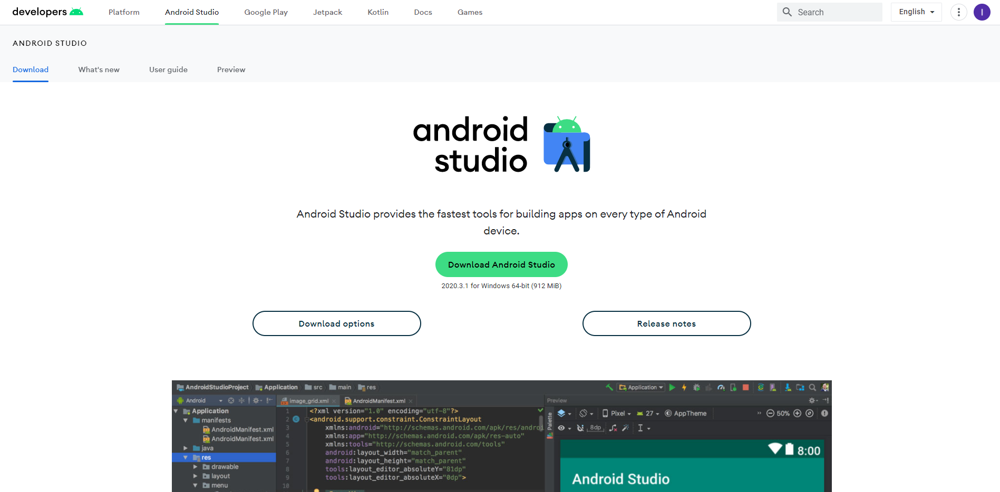 developers
Platform
Android Studio
Google Play
Jetpack
Kotlin
Docs
Games
Search
English
I
ANDROID STUDIO
Download
What's new
User guide
Preview
android
studio
Android Studio provides the fastest tools for building apps on every type of Android
device.
Download Android Studio
2020.3.1 for Windows 64-bit (912 MiB)
Download options
Release notes
AndroidStudioProject
Application
src
main
res
Application
Android
image_grid.xml
AndroidManifest.xml
Preview
Application
manifests
AndroidManifest.xml
AndroidManifest.xml
java
res
drawable
layout
menu
1 <?xml version="1.0" encoding="utf-8"?>
2 <android.support.constraint.ConstraintLayout
3 xmlns:android="http://schemas.android.com/apk/res/androi
4 xmlns:app="http://schemas.android.com/apk/res-auto"
5 xmlns:tools="http://schemas.android.com/tools"
6 android:layout_width="match_parent"
7 android:layout_height="match_parent"
8 tools:layout_editor_absoluteY="81dp"
9 tools:layout_editor_absoluteX="0dp">
10
Palette
Pixel
27
AppTheme
50%
8dp
8:00
Android Studio